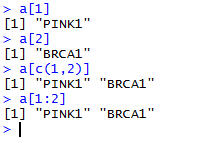 > a[1]
[1] "PINK1"
> a[2]
[1] "BRCA1"
> a[c(1,2)]
[1] "PINK1" "BRCA1"
> a[1:2]
[1] "PINK1" "BRCA1"
>